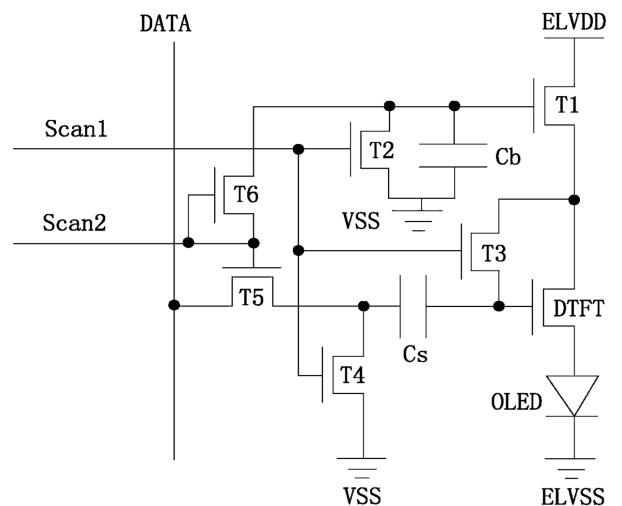 DATA
ELVDD
T1
Scan1
T2
Cb
T6
VSS
Scan2
T3
T5
DTFT
Cs
T4
OLED
VSS
ELVSS